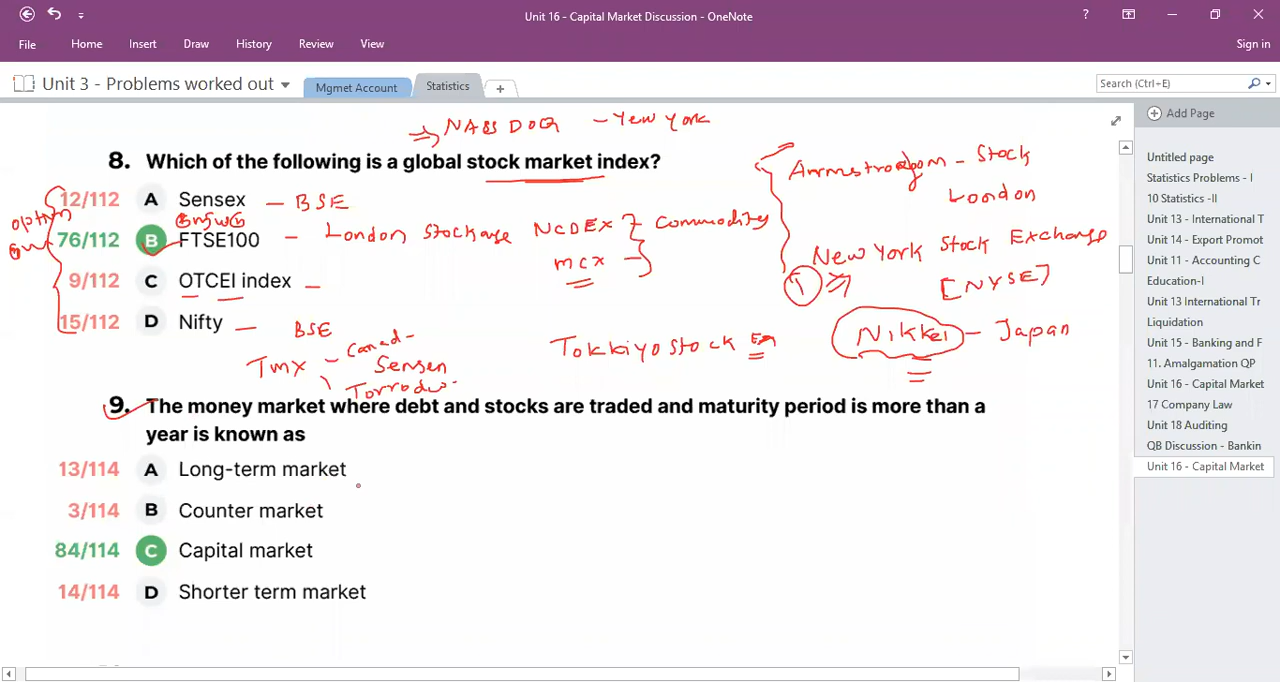 Unit 16 - Capital Market Discussion - OneNote
File Home Insert Draw History Review View Sign in
Unit 3 - Problems worked out Mgmet Account Statistics + Search (Ctrl+E)
Add Page
Untitled page
Statistics Problems - I
10 Statistics -II
Unit 13 - International T
Unit 14 - Export Promot
Unit 11 - Accounting C
Education-I
Unit 13 International Tr
Liquidation
Unit 15 - Banking and F
11. Amalgamation QP
Unit 16 - Capital Market
17 Company Law
Unit 18 Auditing
QB Discussion - Bankin
Unit 16 - Capital Market
⇒ NASSDOQ - Yew York
8. Which of the following is a global stock market index?
12/112 A Sensex - BSE
76/112 B FTSE100 - London Stockage
9/112 C OTCEI index -
15/112 D Nifty - BSE
NCDEX
MCX
Commodity
Stock
London
New York Stock Exchange
[NYSE]
Nikkei - Japan
Tokkiyo stock Ex
TMX - Canad-
Sensen
option
9. The money market where debt and stocks are traded and maturity period is more than a
year is known as
13/114 A Long-term market
3/114 B Counter market
84/114 C Capital market
14/114 D Shorter term market